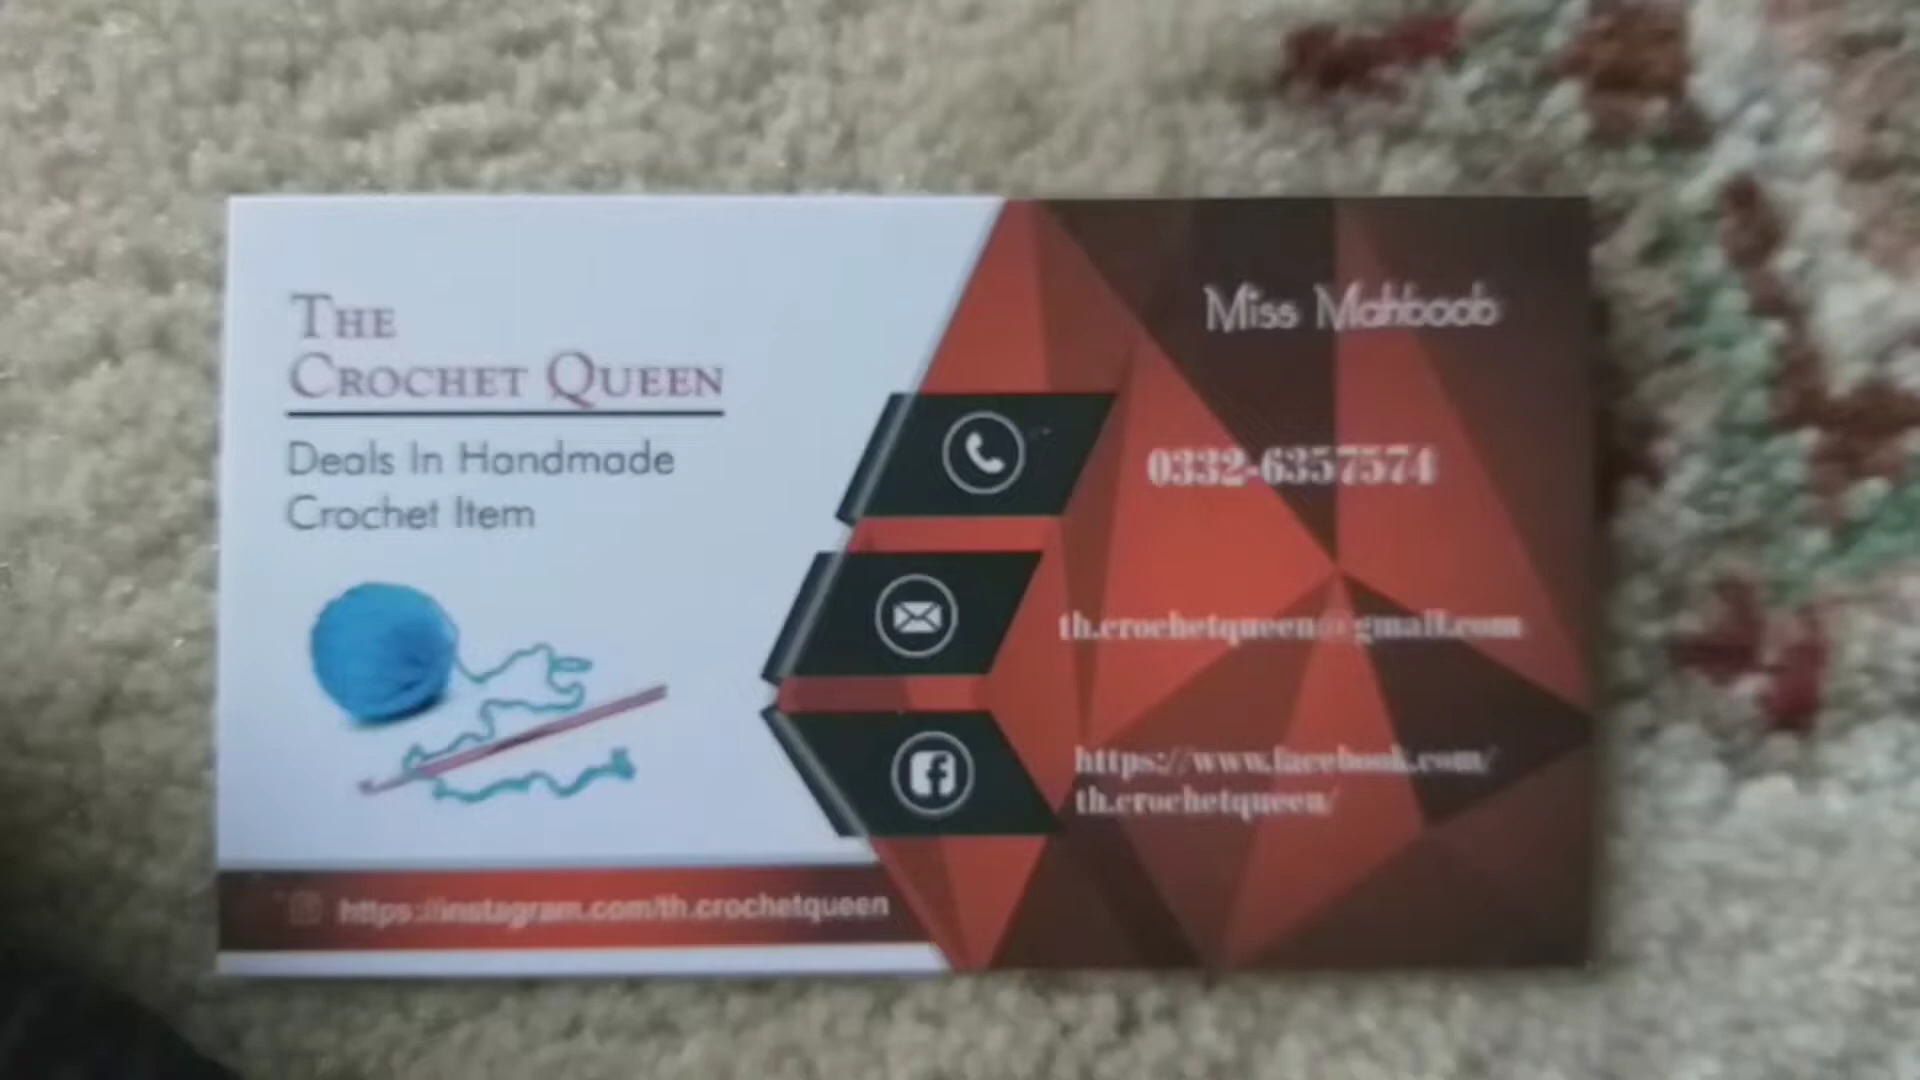 THE
CROCHET QUEEN
Deals In Handmade
Crochet Item
https://instagram.com/th.crochetqueen
Miss Mahboob
0332-6357574
th.crochetqueen@gmail.com
https://www.facebook.com/
th.crochetqueen/